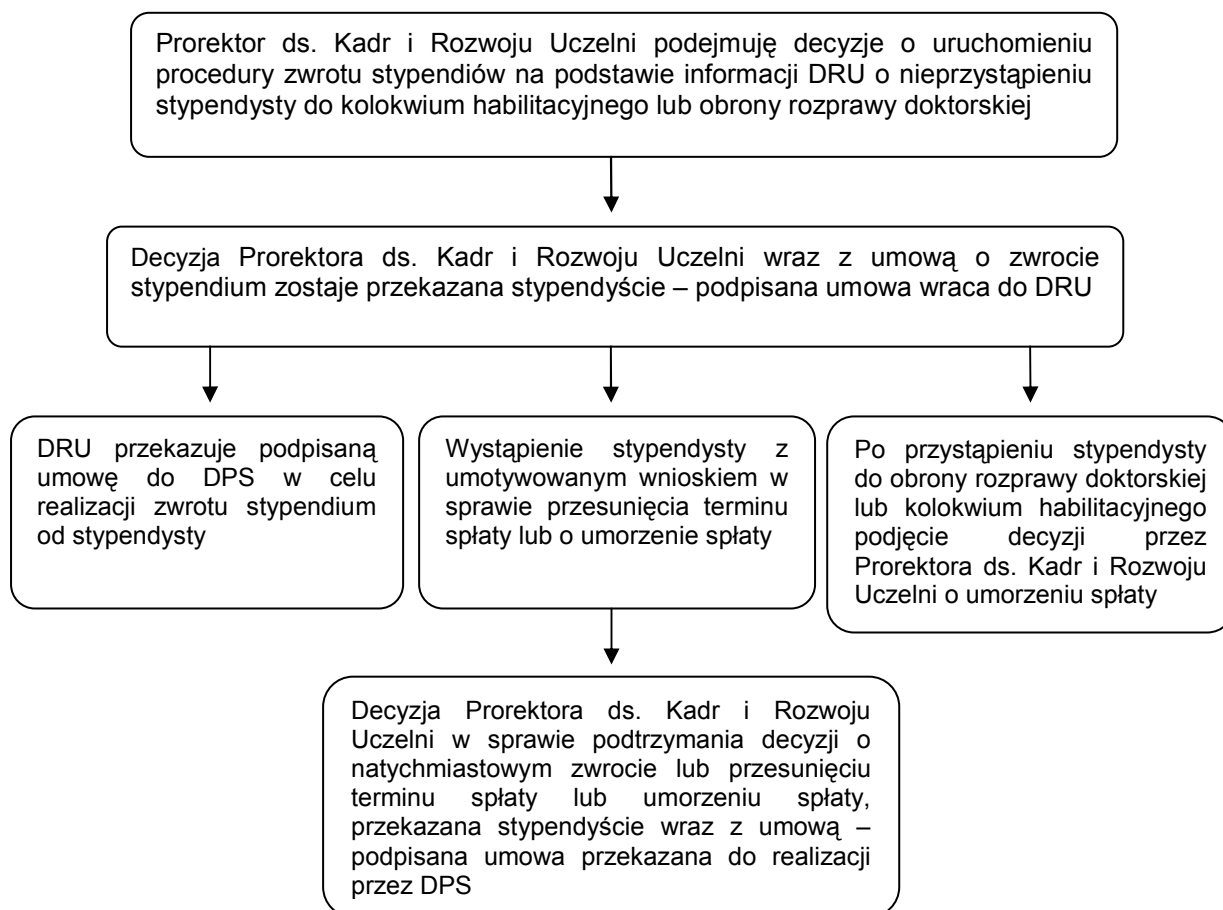 Prorektor ds. Kadr i Rozwoju Uczelni podejmuję decyzje o uruchomieniu
procedury zwrotu stypendiów na podstawie informacji DRU o nieprzystąpieniu
stypendysty do kolokwium habilitacyjnego lub obrony rozprawy doktorskiej
Decyzja Prorektora ds. Kadr i Rozwoju Uczelni wraz z umową o zwrocie
stypendium zostaje przekazana stypendyście – podpisana umowa wraca do DRU
DRU przekazuje podpisaną
umowę do DPS w celu
realizacji zwrotu stypendium
od stypendysty
Wystąpienie stypendysty z
umotywowanym wnioskiem w
sprawie przesunięcia terminu
spłaty lub o umorzenie spłaty
Po przystąpieniu stypendysty
do obrony rozprawy doktorskiej
lub kolokwium habilitacyjnego
podjęcie decyzji przez
Prorektora ds. Kadr i Rozwoju
Uczelni o umorzeniu spłaty
Decyzja Prorektora ds. Kadr i Rozwoju
Uczelni w sprawie podtrzymania decyzji o
natychmiastowym zwrocie lub przesunięciu
terminu spłaty lub umorzeniu spłaty,
przekazana stypendyście wraz z umową –
podpisana umowa przekazana do realizacji
przez DPS